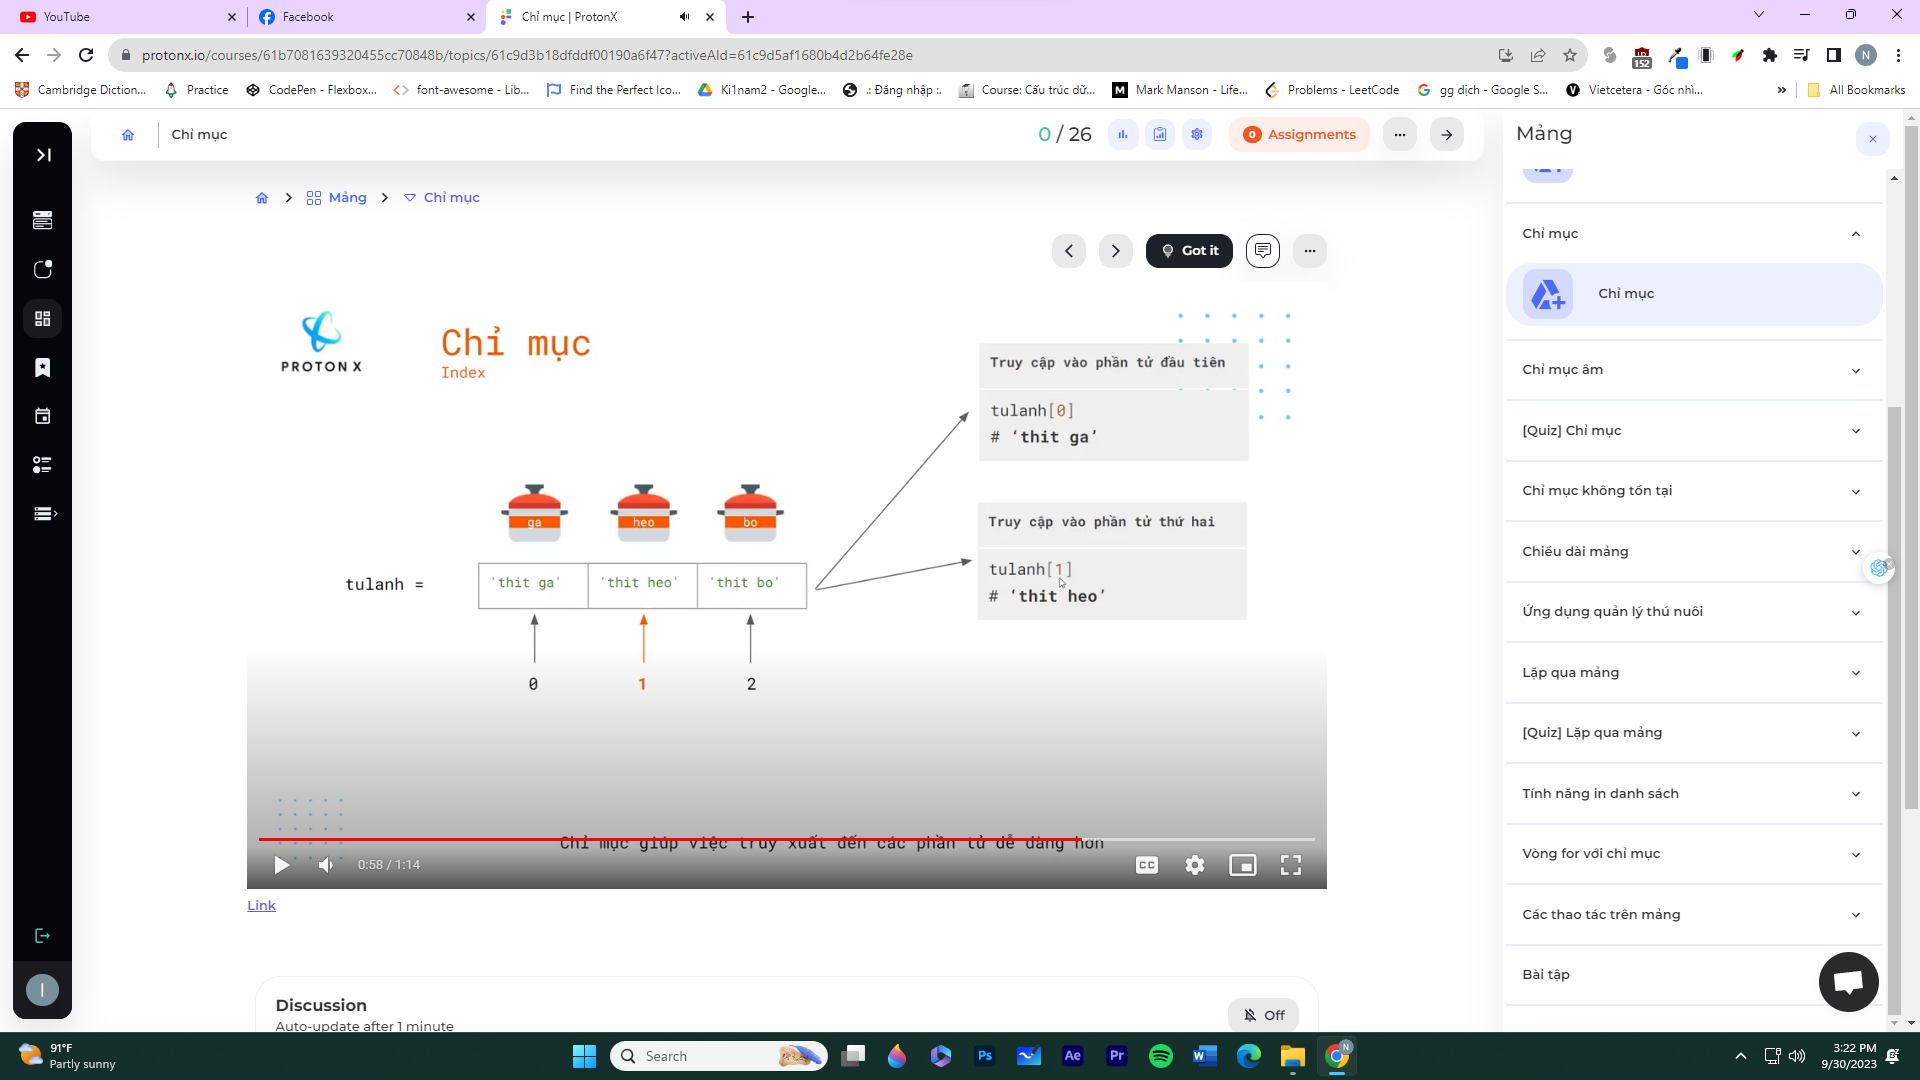 YouTube
Facebook
Chỉ mục | ProtonX
protonx.io/courses/61b7081639320455cc70848b/topics/61c9d3b18dfddf00190a6f47?activeAId=61c9d5af1680b4d2b64fe28e
152
N
Cambridge Diction...
Practice
CodePen - Flexbox...
font-awesome - Lib...
Find the Perfect Ico...
Ki1nam2 - Google...
.: Đăng nhập :.
Course: Cấu trúc dữ...
Mark Manson - Life...
Problems - LeetCode
gg dịch - Google S...
Vietcetera - Góc nhì...
»
All Bookmarks
Chỉ mục
0 / 26
0 Assignments
Mảng
Mảng
Chỉ mục
Got it
PROTON X
Chỉ mục
Index
Truy cập vào phần tử đầu tiên
tulanh[0]
# ‘thit ga’
ga
heo
bo
Truy cập vào phần tử thứ hai
tulanh[1]
# ‘thit heo’
tulanh =
'thit ga'
'thit heo'
'thit bo'
0
1
2
Chỉ mục giúp việc truy xuất đến các phần tử dễ dàng hơn
0:58 / 1:14
CC
Link
Discussion
Auto-update after 1 minute
Off
Chỉ mục
Chỉ mục
Chỉ mục âm
[Quiz] Chỉ mục
Chỉ mục không tồn tại
Chiều dài mảng
Ứng dụng quản lý thú nuôi
Lặp qua mảng
[Quiz] Lặp qua mảng
Tính năng in danh sách
Vòng for với chỉ mục
Các thao tác trên mảng
Bài tập
I
91°F
Partly sunny
Search
Ps
Ae
Pr
W
N
3:22 PM
9/30/2023